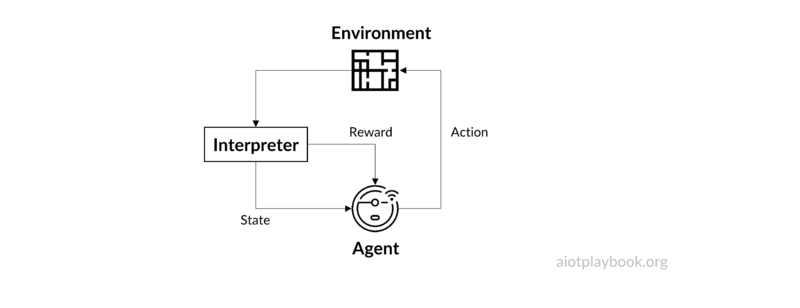 Environment
Interpreter
Reward
Action
State
Agent
aiotplaybook.org